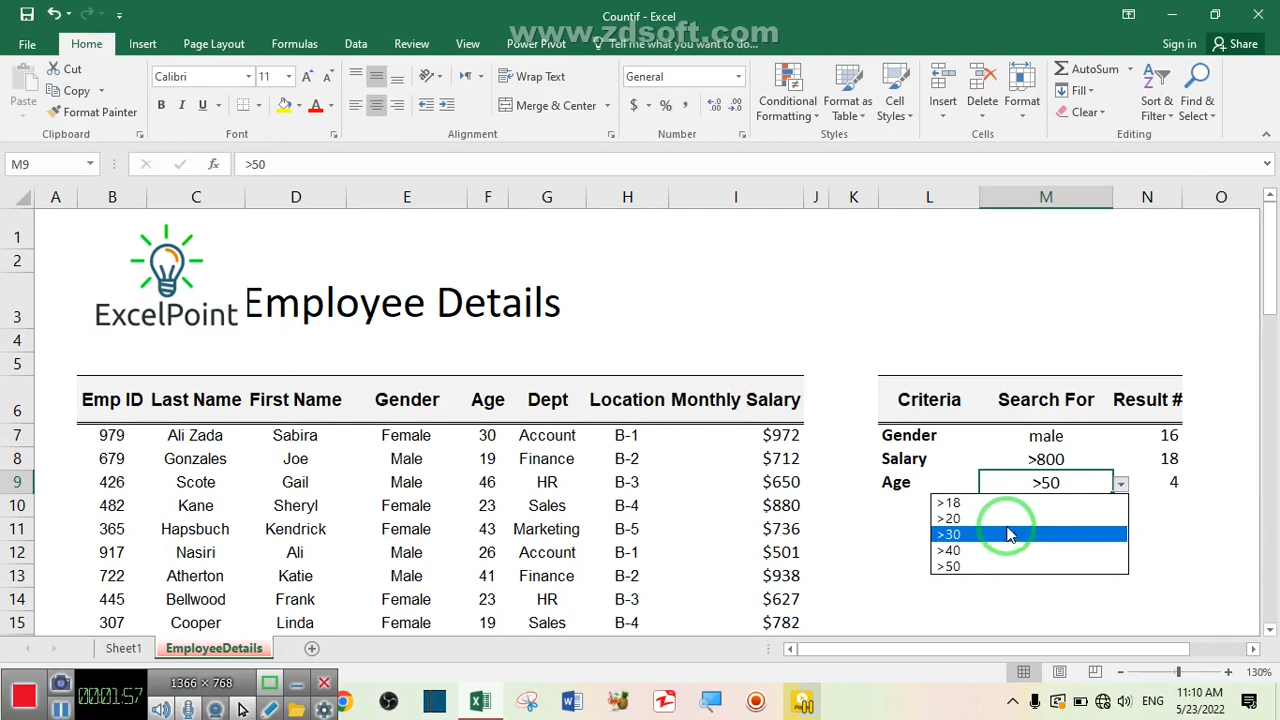 Countif - Excel
www.zdsoft.com
File Home Insert Page Layout Formulas Data Review View Power Pivot Tell me what you want to do... Sign in Share
Paste Cut Copy Format Painter
Calibri 11
B I U A
Wrap Text
Merge & Center
General
$ % ,
Conditional Formatting Format as Table Cell Styles
Insert Delete Format
AutoSum Fill Clear
Sort & Filter Find & Select
Clipboard Font Alignment Number Styles Cells Editing
M9 fx >50
A B C D E F G H I J K L M N O
1
2
3 ExcelPoint Employee Details
4
5
6 Emp ID Last Name First Name Gender Age Dept Location Monthly Salary Criteria Search For Result #
7 979 Ali Zada Sabira Female 30 Account B-1 $972 Gender male 16
8 679 Gonzales Joe Male 19 Finance B-2 $712 Salary >800 18
9 426 Scote Gail Male 46 HR B-3 $650 Age >50 4
10 482 Kane Sheryl Female 23 Sales B-4 $880 >18
>20
11 365 Hapsbuch Kendrick Female 43 Marketing B-5 $736 >30
12 917 Nasiri Ali Male 26 Account B-1 $501 >40
>50
13 722 Atherton Katie Male 41 Finance B-2 $938
14 445 Bellwood Frank Female 23 HR B-3 $627
15 307 Cooper Linda Female 19 Sales B-4 $782
Sheet1 EmployeeDetails
130%
00:01:57 1366 × 768
ENG 11:10 AM
5/23/2022